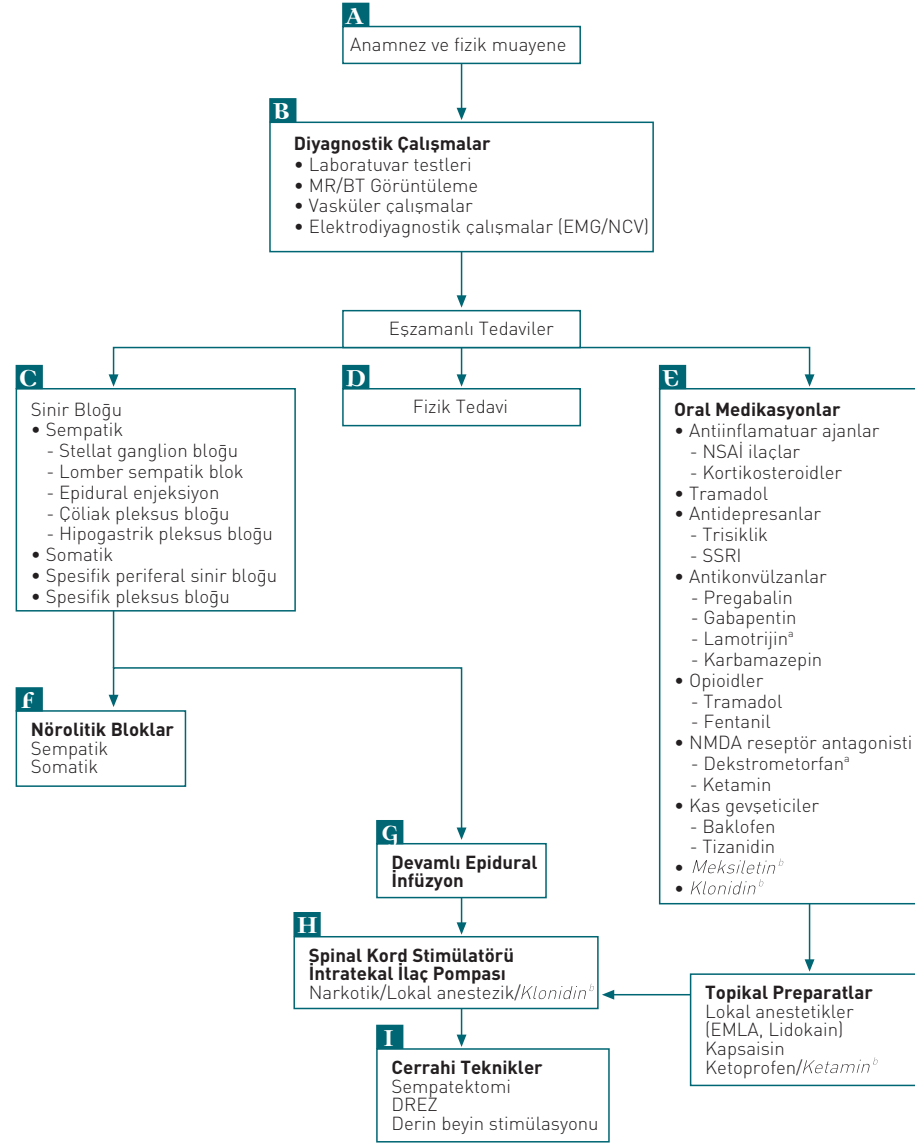 A
Anamnez ve fizik muayene
B
Diyagnostik Çalışmalar
• Laboratuvar testleri
• MR/BT Görüntüleme
• Vasküler çalışmalar
• Elektrodiyagnostik çalışmalar (EMG/NCV)
Eşzamanlı Tedaviler
C
Sinir Bloğu
• Sempatik
- Stellat ganglion bloğu
- Lomber sempatik blok
- Epidural enjeksiyon
- Çöliak pleksus bloğu
- Hipogastrik pleksus bloğu
• Somatik
• Spesifik periferal sinir bloğu
• Spesifik pleksus bloğu
D
Fizik Tedavi
E
Oral Medikasyonlar
• Antiinflamatuar ajanlar
- NSAİ ilaçlar
- Kortikosteroidler
• Tramadol
• Antidepresanlar
- Trisiklik
- SSRI
• Antikonvülzanlar
- Pregabalin
- Gabapentin
- Lamotrijinª
- Karbamazepin
• Opioidler
- Tramadol
- Fentanil
• NMDA reseptör antagonisti
- Dekstrometorfanª
- Ketamin
• Kas gevşeticiler
- Baklofen
- Tizanidin
• Meksiletinᵇ
• Klonidinᵇ
F
Nörolitik Bloklar
Sempatik
Somatik
G
Devamlı Epidural
İnfüzyon
H
Spinal Kord Stimülatörü
İntratekal İlaç Pompası
Narkotik/Lokal anestezik/Klonidinᵇ
Topikal Preparatlar
Lokal anestetikler
(EMLA, Lidokain)
Kapsaisin
Ketoprofen/Ketaminᵇ
I
Cerrahi Teknikler
Sempatektomi
DREZ
Derin beyin stimülasyonu